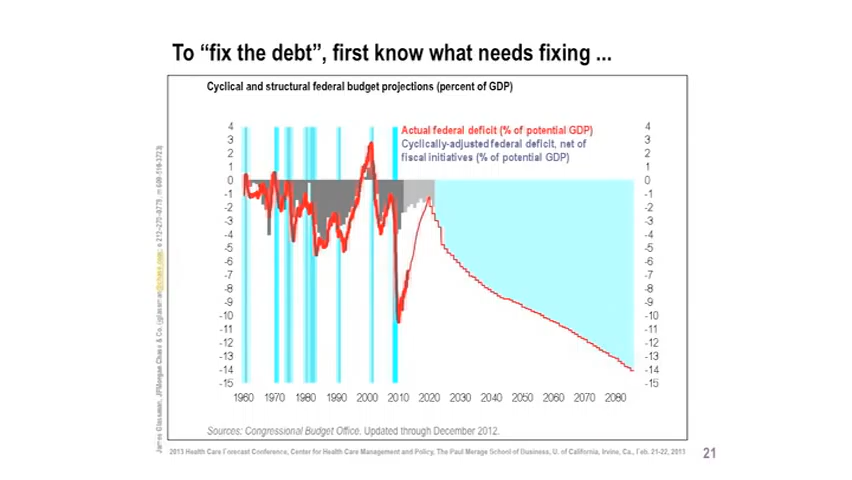 To “fix the debt”, first know what needs fixing ...
Cyclical and structural federal budget projections (percent of GDP)
Actual federal deficit (% of potential GDP)
Cyclically-adjusted federal deficit, net of
fiscal initiatives (% of potential GDP)
4 4
3 3
2 2
1 1
0 0
-1 -1
-2 -2
-3 -3
-4 -4
-5 -5
-6 -6
-7 -7
-8 -8
-9 -9
-10 -10
-11 -11
-12 -12
-13 -13
-14 -14
-15 -15
1960 1970 1980 1990 2000 2010 2020 2030 2040 2050 2060 2070 2080
Sources: Congressional Budget Office. Updated through December 2012.
James Glassman, JPMorgan Chase & Co.
2013 Health Care Forecast Conference, Center for Health Care Management and Policy, The Paul Merage School of Business, U. of California, Irvine, Ca., Feb. 21-22, 2013
21